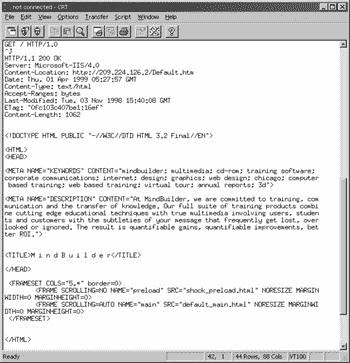 not connected - CRT
File Edit View Options Transfer Script Window Help
GET / HTTP/1.0
^J
HTTP/1.1 200 OK
Server: Microsoft-IIS/4.0
Content-Location: http://209.224.126.2/Default.htm
Date: Thu, 01 Apr 1999 05:27:57 GMT
Content-Type: text/html
Accept-Ranges: bytes
Last-Modified: Tue, 03 Nov 1998 15:40:08 GMT
ETag: "0fc103c407be1:16ef"
Content-Length: 1062
<!DOCTYPE HTML PUBLIC "-//W3C//DTD HTML 3.2 Final//EN">
<HTML>
<HEAD>
<META NAME="KEYWORDS" CONTENT="mindbuilder; multimedia; cd-rom; training software;
corporate communications; internet; design; graphics; web design; chicago; computer
based training; web based training; virtual tour; annual reports; 3d">
<META NAME="DESCRIPTION" CONTENT="At MindBuilder, we are committed to training, com
munication and the transfer of knowledge. Our full suite of training products combi
ne cutting edge educational techniques with true multimedia involving users, studen
ts and customers with the subtleties of your message that frequently get lost, over
looked or ignored. The result is quantifiable gains, quantifiable improvements, bet
ter ROI.">
<TITLE>M i n d B u i l d e r</TITLE>
</HEAD>
<FRAMESET COLS="5,*" border=0>
<FRAME SCROLLING=NO NAME="preload" SRC="shock_preload.html" NORESIZE MARGIN
WIDTH=0 MARGINHEIGHT=0>
<FRAME SCROLLING=AUTO NAME="main" SRC="default_main.html" NORESIZE MARGINWI
DTH=0 MARGINHEIGHT=0>
</FRAMESET>
</HTML>
Ready 42, 1 44 Rows, 88 Cols VT100